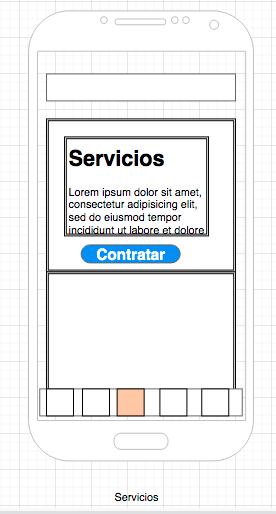 Servicios
Lorem ipsum dolor sit amet,
consectetur adipisicing elit,
sed do eiusmod tempor
incididunt ut labore et dolore
Contratar
Servicios